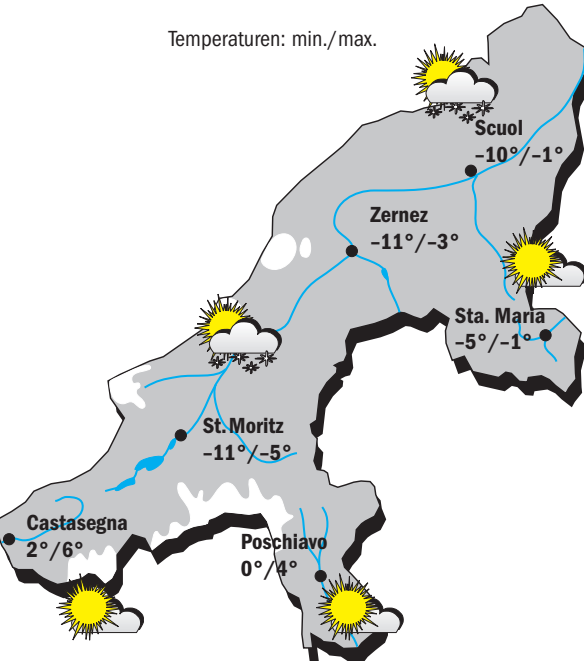 Temperaturen: min./max.
Scuol
–10°/–1°
Zernez
–11°/–3°
Sta. Maria
–5°/–1°
St. Moritz
–11°/–5°
Castasegna
2°/6°
Poschiavo
0°/4°